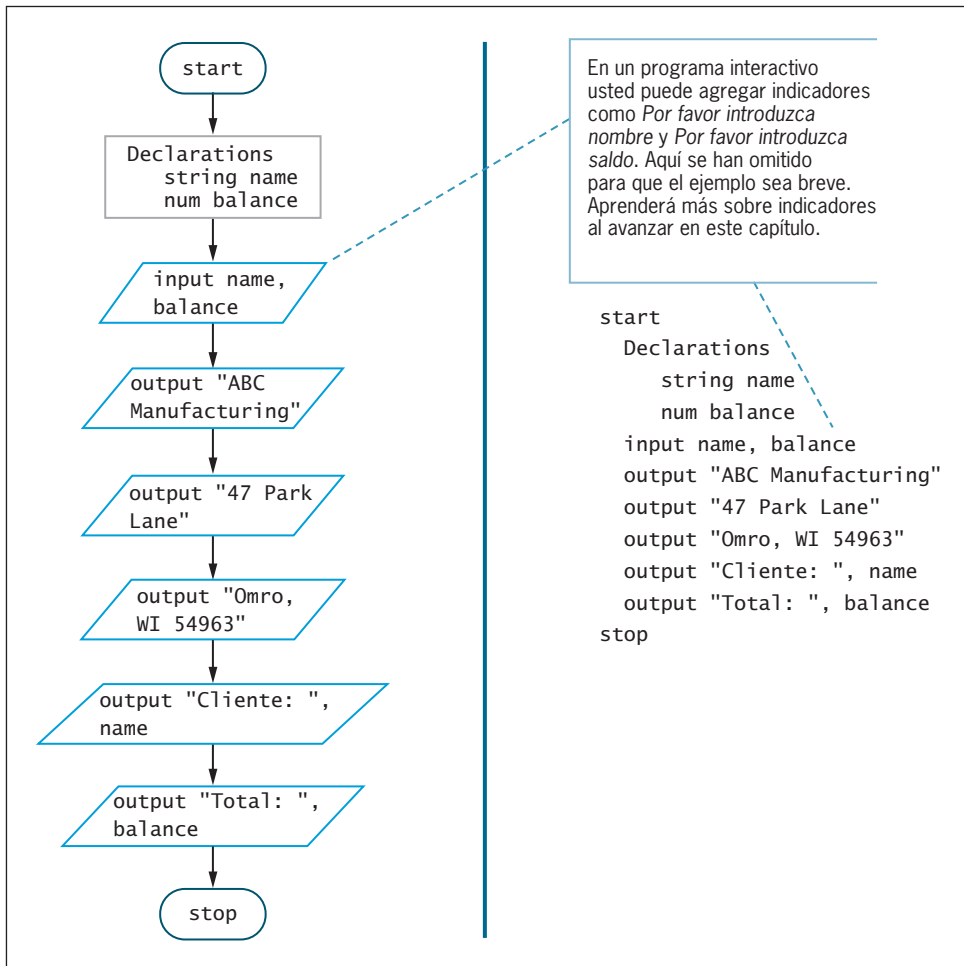 start
Declarations
string name
num balance
input name,
balance
output "ABC
Manufacturing"
output "47 Park
Lane"
output "Omro,
WI 54963"
output "Cliente: ",
name
output "Total: ",
balance
stop
En un programa interactivo
usted puede agregar indicadores
como Por favor introduzca
nombre y Por favor introduzca
saldo. Aquí se han omitido
para que el ejemplo sea breve.
Aprenderá más sobre indicadores
al avanzar en este capítulo.
start
Declarations
string name
num balance
input name, balance
output "ABC Manufacturing"
output "47 Park Lane"
output "Omro, WI 54963"
output "Cliente: ", name
output "Total: ", balance
stop